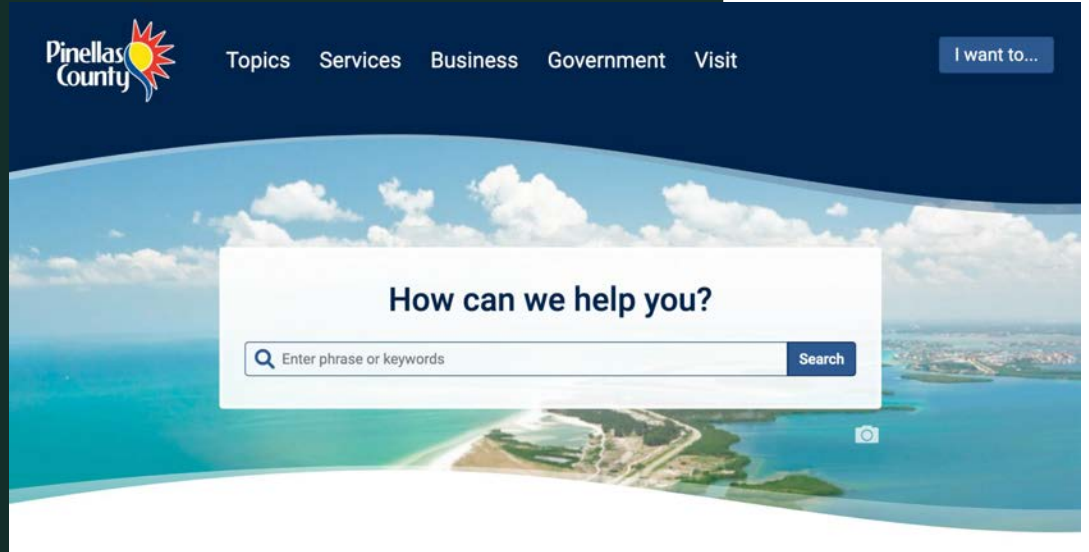 Pinellas
County
Topics Services Business Government Visit
I want to...
How can we help you?
Enter phrase or keywords
Search